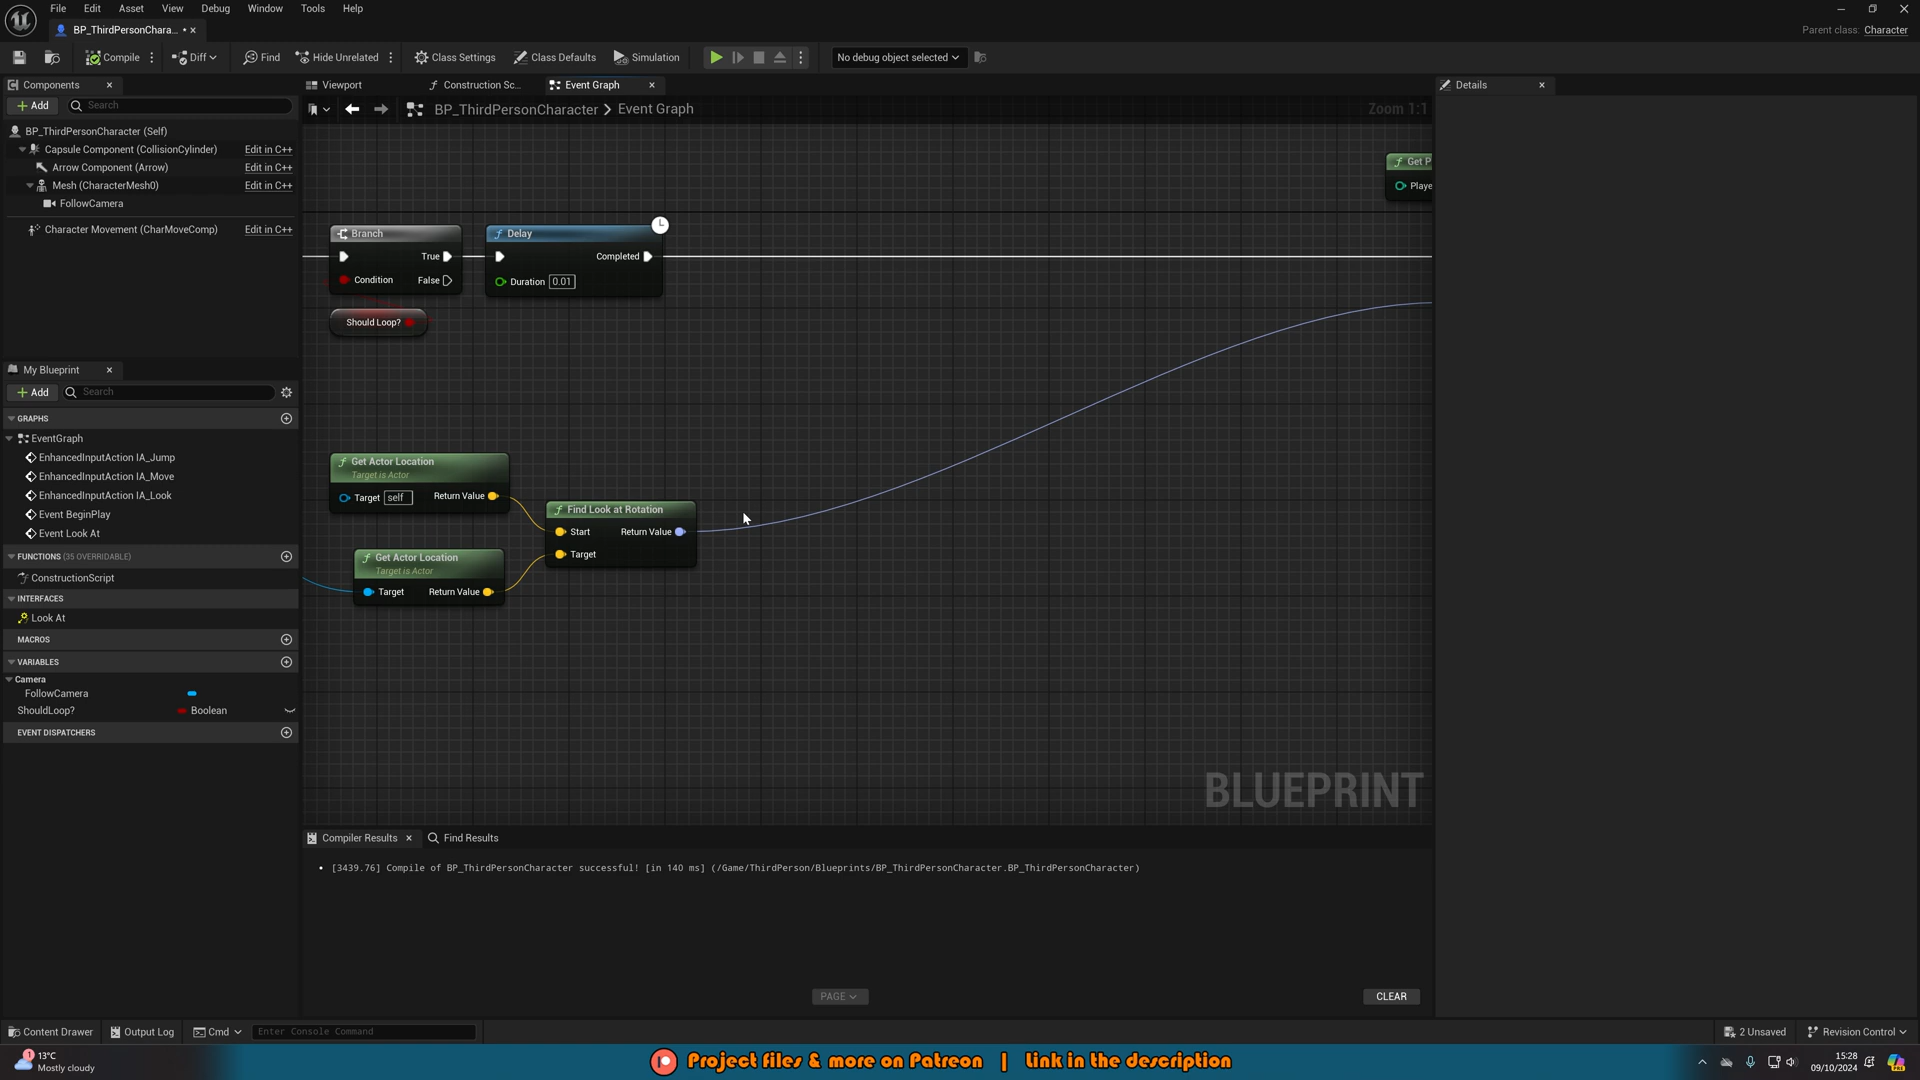 File Edit Asset View Debug Window Tools Help
BP_ThirdPersonChara...
Parent class: Character
Compile Diff Find Hide Unrelated Class Settings Class Defaults Simulation No debug object selected
Components
Viewport Construction Sc... Event Graph Details
Add Search
BP_ThirdPersonCharacter > Event Graph Zoom 1:1
BP_ThirdPersonCharacter (Self)
Capsule Component (CollisionCylinder) Edit in C++
Arrow Component (Arrow) Edit in C++
Mesh (CharacterMesh0) Edit in C++
FollowCamera
Character Movement (CharMoveComp) Edit in C++
Get P
Playe
Branch
True
Condition False
Should Loop?
Delay
Completed
Duration 0.01
My Blueprint
Add Search
GRAPHS
EventGraph
EnhancedInputAction IA_Jump
EnhancedInputAction IA_Move
EnhancedInputAction IA_Look
Event BeginPlay
Event Look At
FUNCTIONS (35 OVERRIDABLE)
ConstructionScript
INTERFACES
Look At
MACROS
VARIABLES
Camera
FollowCamera
ShouldLoop? Boolean
EVENT DISPATCHERS
Get Actor Location
Target is Actor
Target self Return Value
Find Look at Rotation
Start Return Value
Target
Get Actor Location
Target is Actor
Target Return Value
BLUEPRINT
Compiler Results Find Results
[3439.76] Compile of BP_ThirdPersonCharacter successful! [in 140 ms] (/Game/ThirdPerson/Blueprints/BP_ThirdPersonCharacter.BP_ThirdPersonCharacter)
PAGE CLEAR
Content Drawer Output Log Cmd Enter Console Command 2 Unsaved Revision Control
1 13°C
Mostly cloudy
Project files & more on Patreon | Link in the description
15:28
09/10/2024